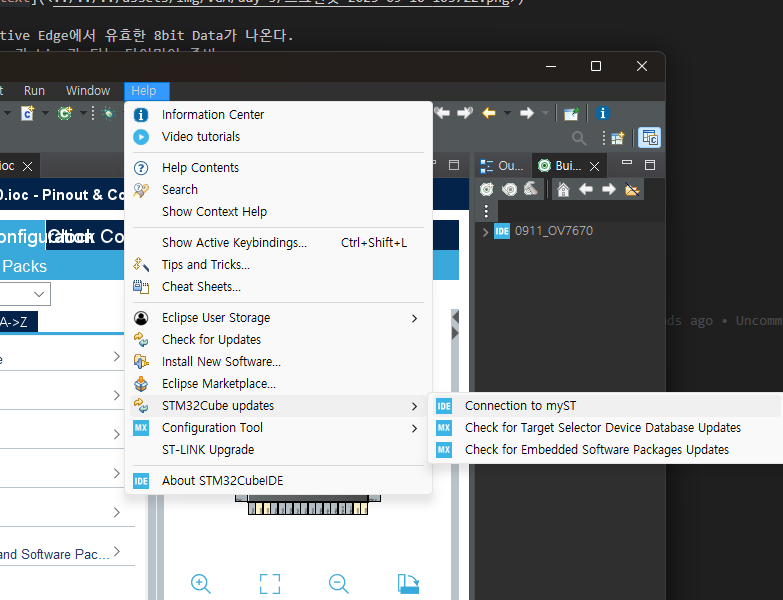 tive Edge에서 유효한 8bit Data가 나온다.
Run Window Help
Information Center
Video tutorials
Help Contents
Search
Show Context Help
Show Active Keybindings... Ctrl+Shift+L
Tips and Tricks...
Cheat Sheets...
Eclipse User Storage
Check for Updates
Install New Software...
Eclipse Marketplace...
STM32Cube updates
Configuration Tool
ST-LINK Upgrade
About STM32CubeIDE
IDE Connection to myST
MX Check for Target Selector Device Database Updates
MX Check for Embedded Software Packages Updates
ioc
0.ioc - Pinout & Co
onfiguration
Clock Co
Packs
A->Z
e
and Software Pac...
Ou...
Bui...
IDE 0911_OV7670
ds ago • Uncomm